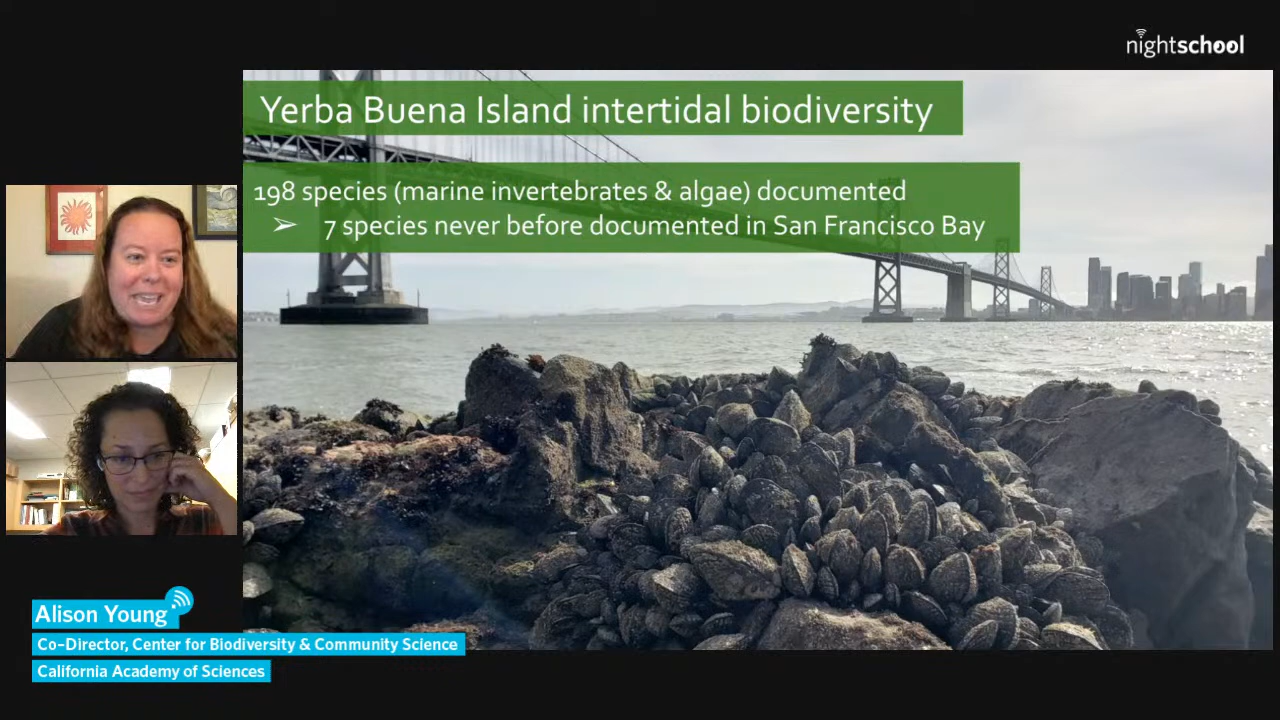 nightschool
Yerba Buena Island intertidal biodiversity
198 species (marine invertebrates & algae) documented
➢ 7 species never before documented in San Francisco Bay
Alison Young
Co-Director, Center for Biodiversity & Community Science
California Academy of Sciences